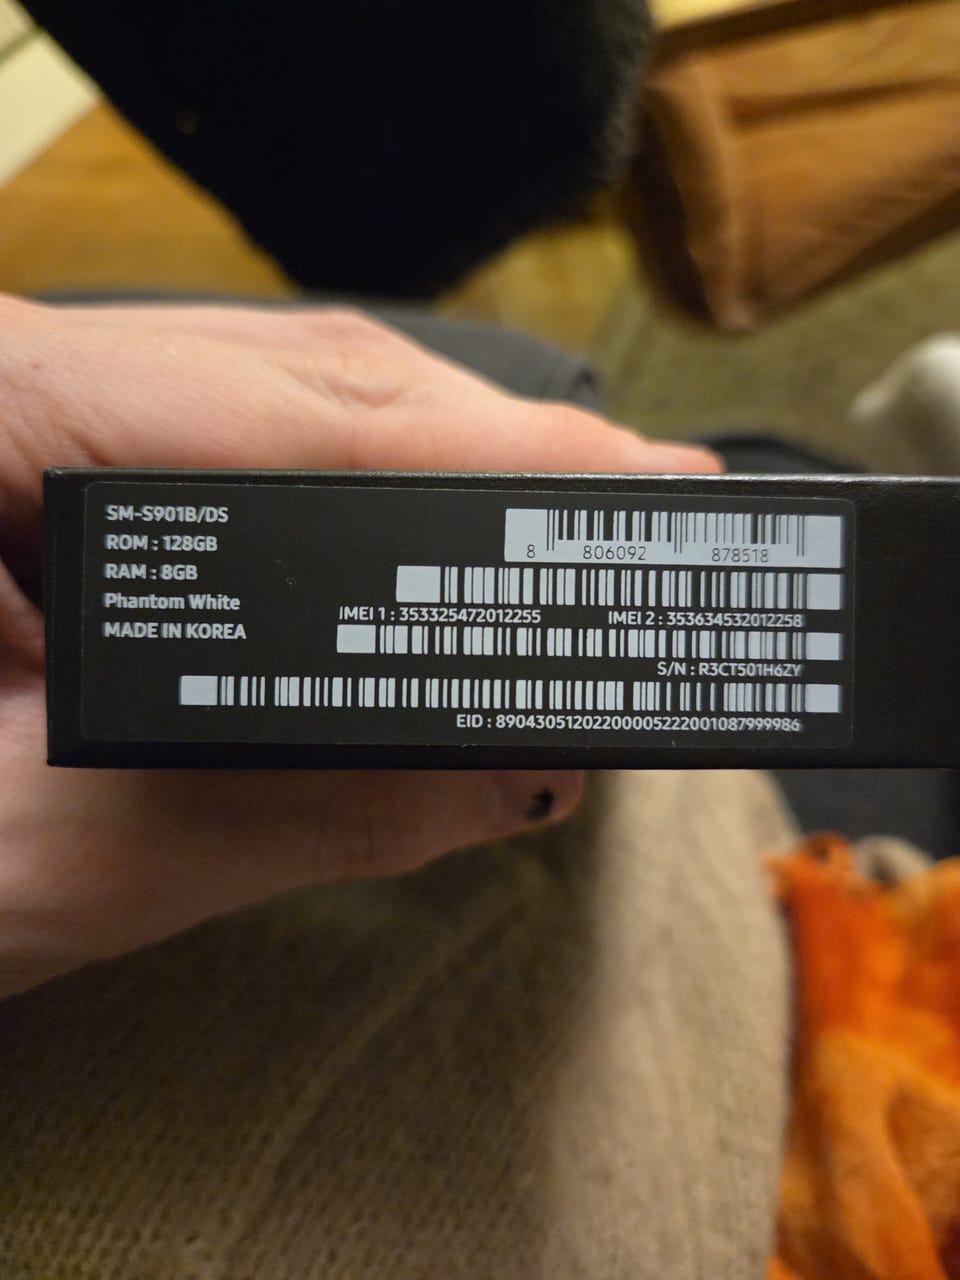 SM-S901B/DS
ROM : 128GB
RAM : 8GB
Phantom White
MADE IN KOREA
8 806092 878518
IMEI 1 : 353325472012255 IMEI 2 : 353634532012258
S/N : R3CT501H6ZY
EID : 89043051202200005222001087999986